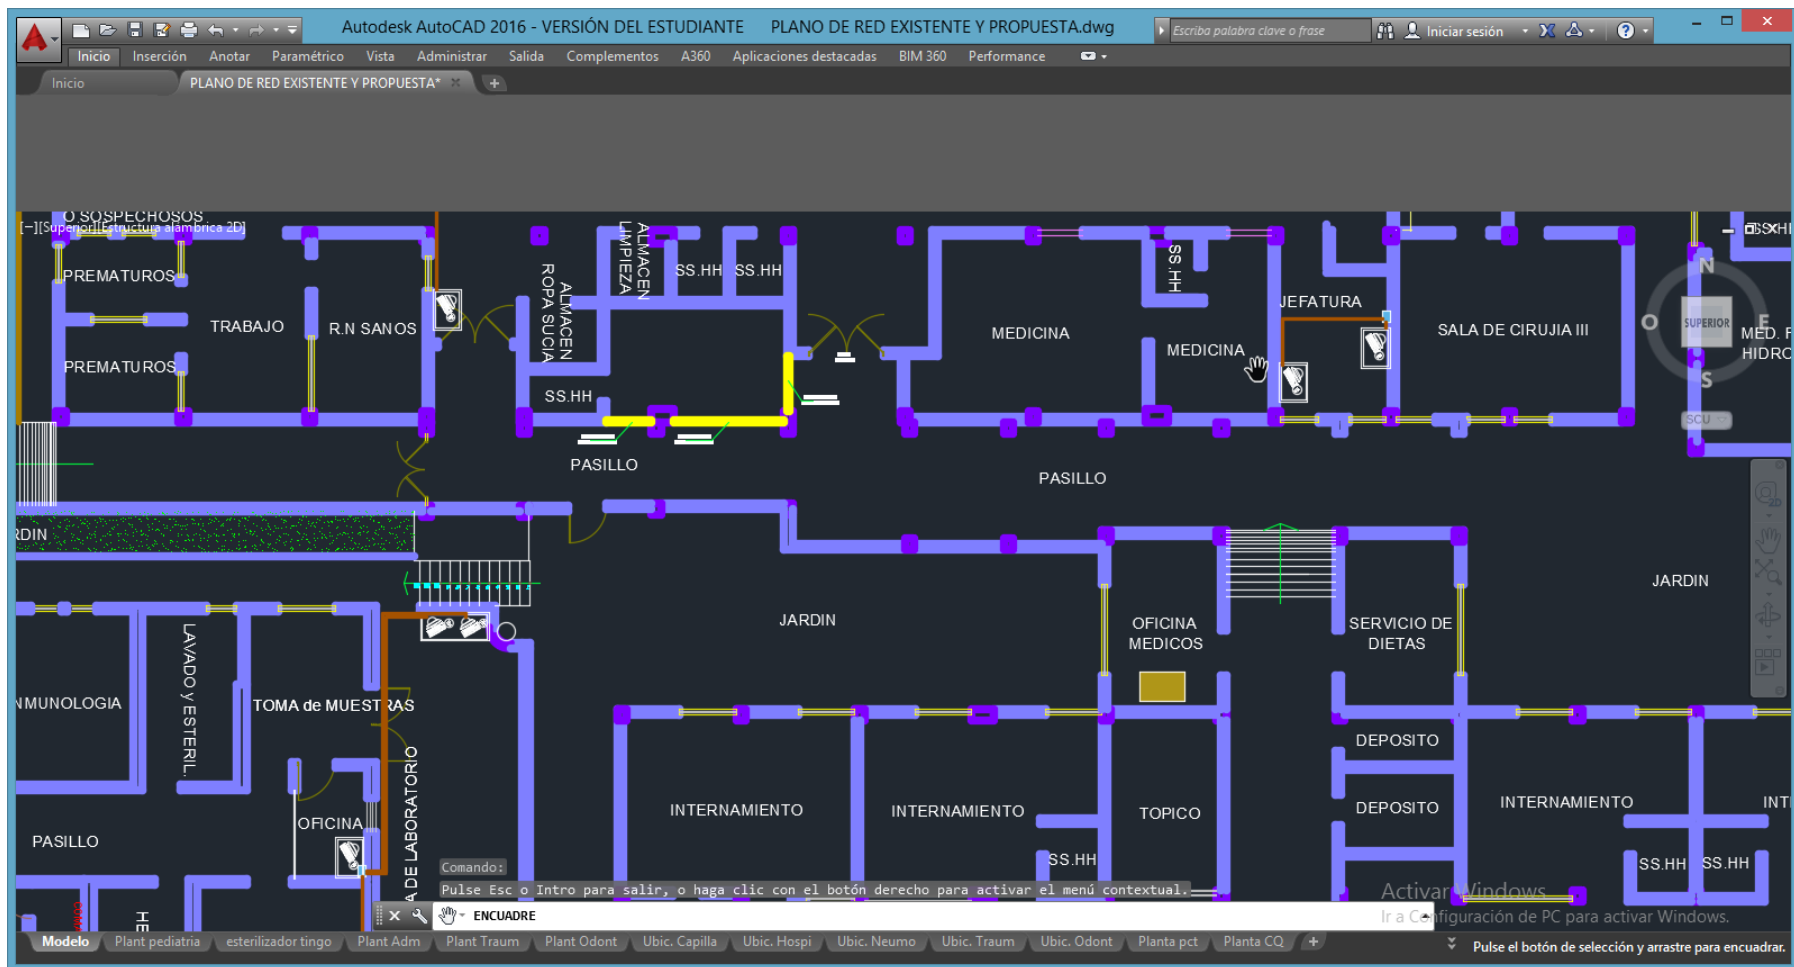 Autodesk AutoCAD 2016 - VERSIÓN DEL ESTUDIANTE PLANO DE RED EXISTENTE Y PROPUESTA.dwg
Escriba palabra clave o frase
Iniciar sesión
Inicio Inserción Anotar Paramétrico Vista Administrar Salida Complementos A360 Aplicaciones destacadas BIM 360 Performance
Inicio
PLANO DE RED EXISTENTE Y PROPUESTA*
O.SOSPECHOSOS
[−][Superior][Estructura alámbrica 2D]
PREMATUROS
TRABAJO
R.N SANOS
PREMATUROS
ALMACEN
ROPA SUCIA
ALMACEN
LIMPIEZA
SS.HH
SS.HH
SS.HH
MEDICINA
SS.HH
MEDICINA
JEFATURA
SALA DE CIRUJIA III
N
O
SUPERIOR
E
S
SCU
HIDRO
PASILLO
PASILLO
JARDIN
JARDIN
OFICINA
MEDICOS
SERVICIO DE
DIETAS
JARDIN
LAVADO y ESTERIL.
TOMA de MUESTRAS
OFICINA
PASILLO
INTERNAMIENTO
INTERNAMIENTO
SS.HH
TOPICO
DEPOSITO
DEPOSITO
INTERNAMIENTO
SS.HH
SS.HH
Comando:
Pulse Esc o Intro para salir, o haga clic con el botón derecho para activar el menú contextual.
ENCUADRE
Activar Windows
Ir a Configuración de PC para activar Windows.
Modelo Plant pediatria esterilizador tingo Plant Adm Plant Traum Plant Odont Ubic. Capilla Ubic. Hospi Ubic. Neumo Ubic. Traum Ubic. Odont Planta pct Planta CQ +
Pulse el botón de selección y arrastre para encuadrar.